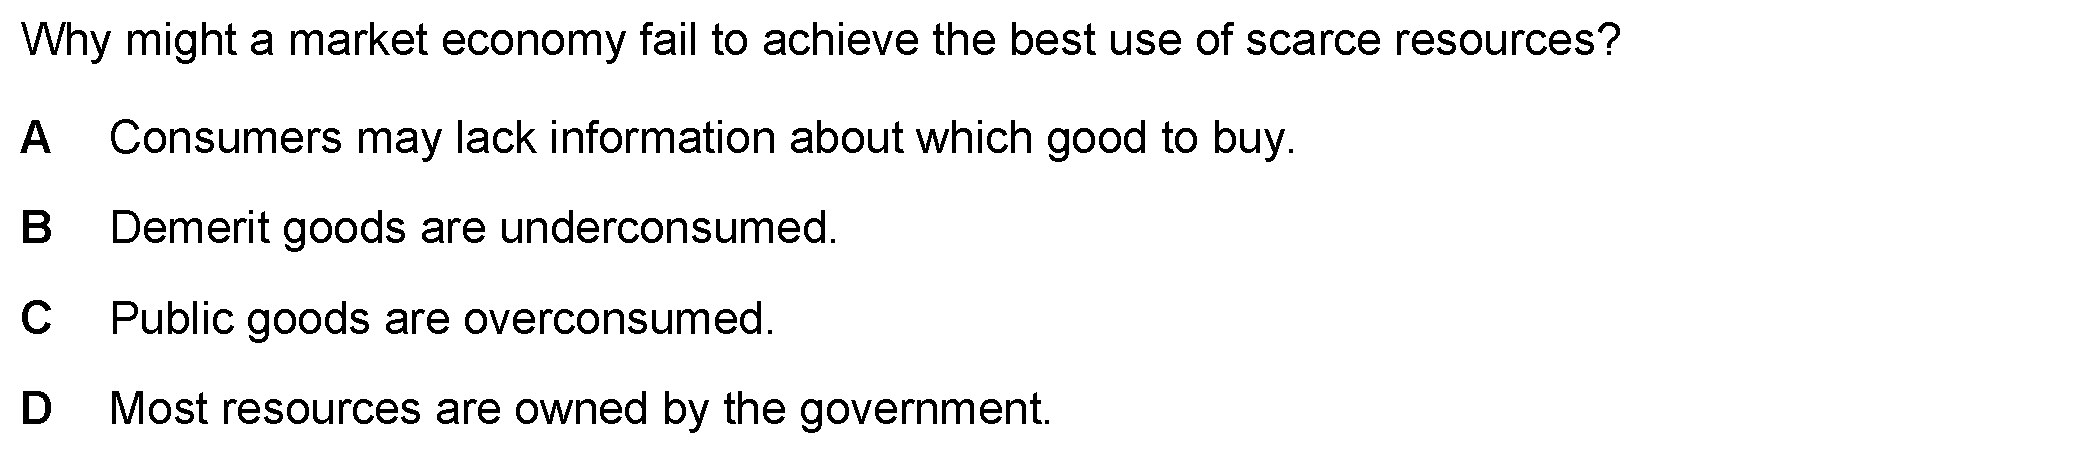 Why might a market economy fail to achieve the best use of scarce resources?
A Consumers may lack information about which good to buy.
B Demerit goods are underconsumed.
C Public goods are overconsumed.
D Most resources are owned by the government.